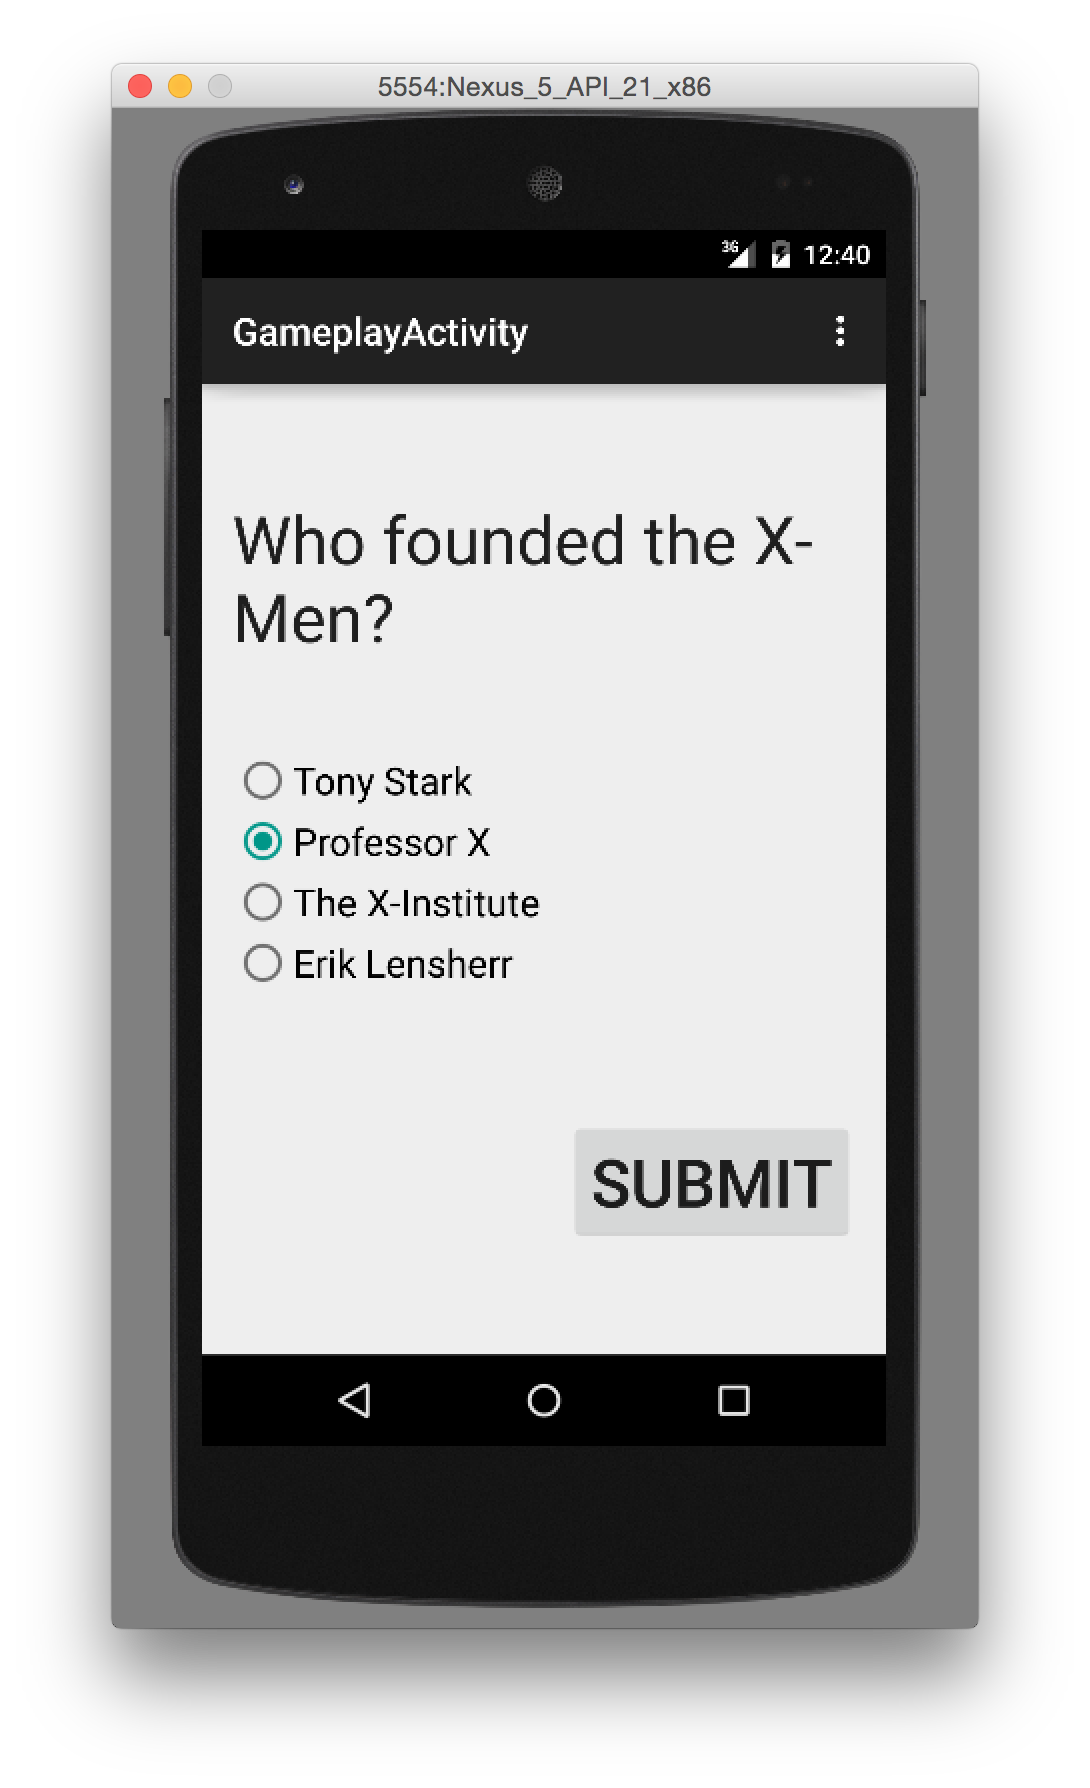 5554:Nexus_5_API_21_x86
3G 12:40
GameplayActivity
Who founded the X-
Men?
Tony Stark
Professor X
The X-Institute
Erik Lensherr
SUBMIT